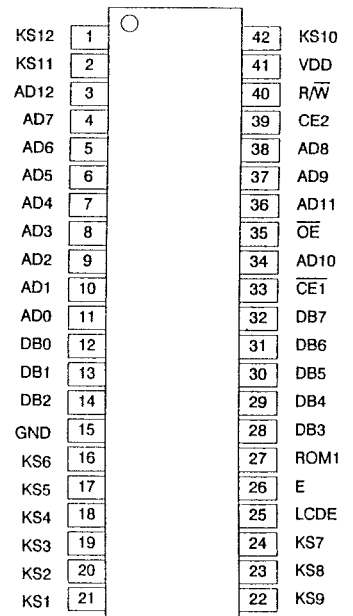 KS12 1 42 KS10
KS11 2 41 VDD
AD12 3 40 R/W̅
AD7 4 39 CE2
AD6 5 38 AD8
AD5 6 37 AD9
AD4 7 36 AD11
AD3 8 35 O̅E̅
AD2 9 34 AD10
AD1 10 33 C̅E̅1̅
AD0 11 32 DB7
DB0 12 31 DB6
DB1 13 30 DB5
DB2 14 29 DB4
GND 15 28 DB3
KS6 16 27 ROM1
KS5 17 26 E
KS4 18 25 LCDE
KS3 19 24 KS7
KS2 20 23 KS8
KS1 21 22 KS9